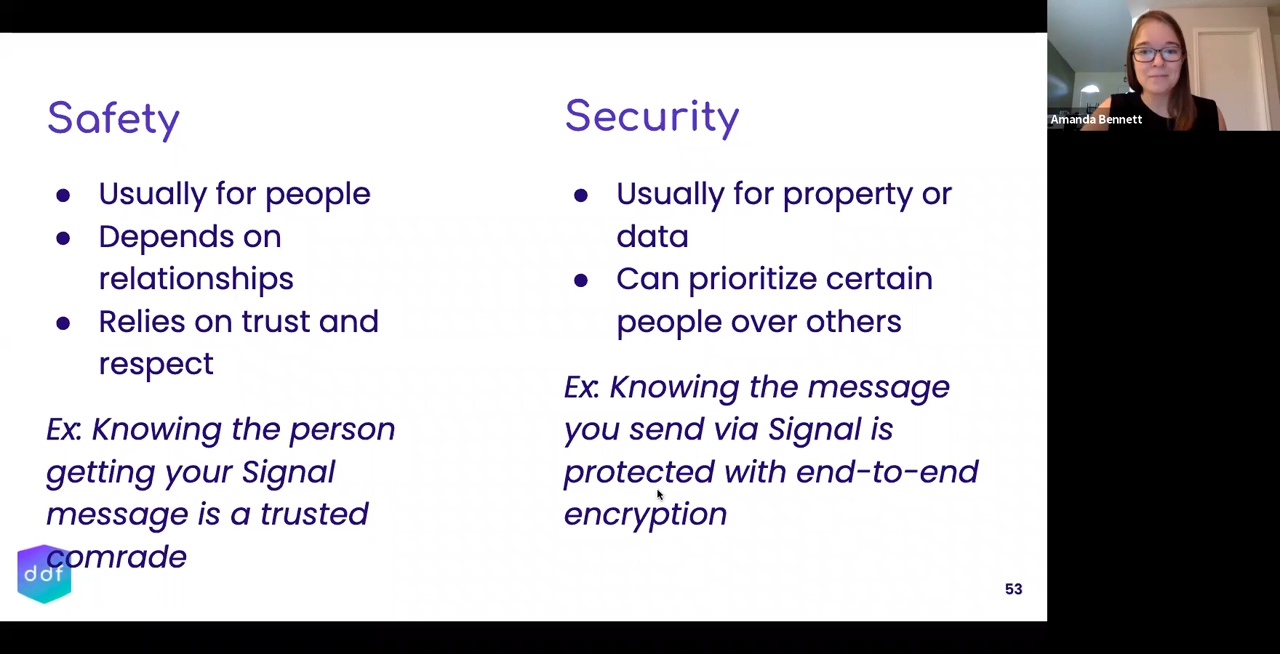 Safety
● Usually for people
● Depends on
relationships
● Relies on trust and
respect
Ex: Knowing the person
getting your Signal
message is a trusted
comrade
Security
● Usually for property or
data
● Can prioritize certain
people over others
Ex: Knowing the message
you send via Signal is
protected with end-to-end
encryption
ddf
53
Amanda Bennett